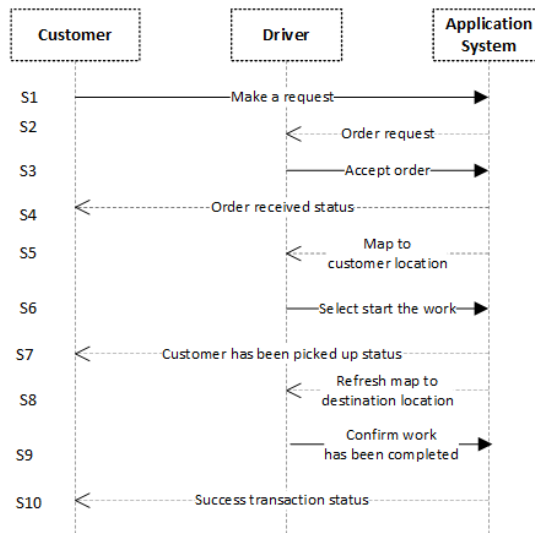 Customer
Driver
Application
System
S1
Make a request
S2
Order request
S3
Accept order
S4
Order received status
S5
Map to
customer location
S6
Select start the work
S7
Customer has been picked up status
S8
Refresh map to
destination location
S9
Confirm work
has been completed
S10
Success transaction status